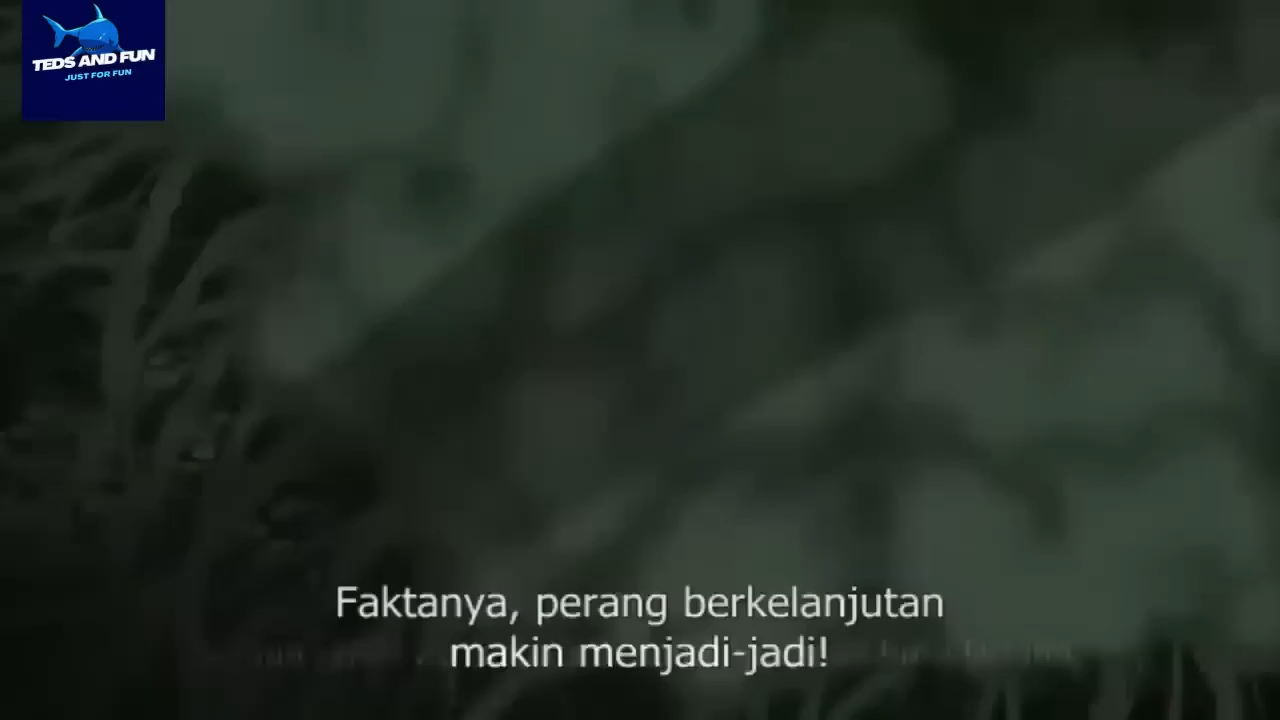 TEDS AND FUN
JUST FOR FUN
Faktanya, perang berkelanjutan
makin menjadi-jadi!